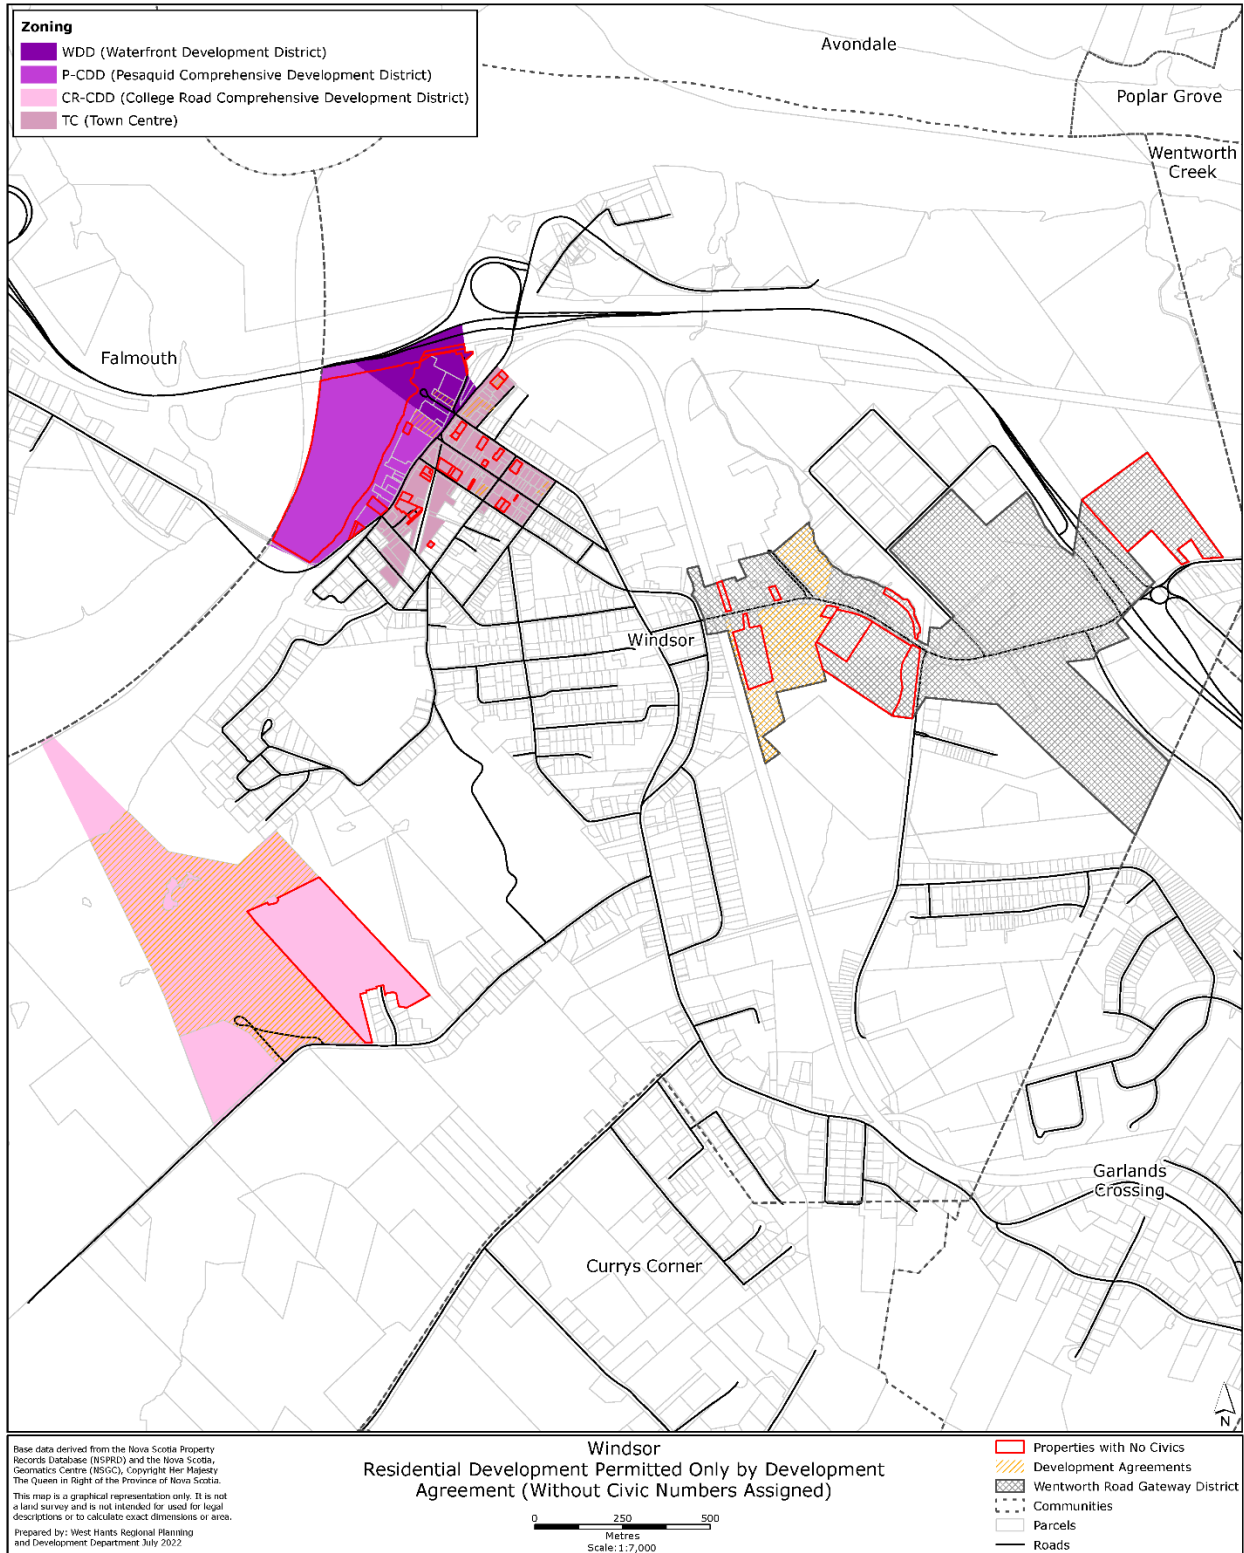 Zoning
WDD (Waterfront Development District)
P-CDD (Pesaquid Comprehensive Development District)
CR-CDD (College Road Comprehensive Development District)
TC (Town Centre)
Avondale
Poplar Grove
Wentworth
Creek
Falmouth
Windsor
Garlands
Crossing
Currys Corner
N
Base data derived from the Nova Scotia Property
Records Database (NSPRD) and the Nova Scotia,
Geomatics Centre (NSGC), Copyright Her Majesty
The Queen in Right of the Province of Nova Scotia.
This map is a graphical representation only. It is not
a land survey and is not intended for used for legal
descriptions or to calculate exact dimensions or area.
Prepared by: West Hants Regional Planning
and Development Department July 2022
Windsor
Residential Development Permitted Only by Development
Agreement (Without Civic Numbers Assigned)
0 250 500
Metres
Scale:1:7,000
Properties with No Civics
Development Agreements
Wentworth Road Gateway District
Communities
Parcels
Roads